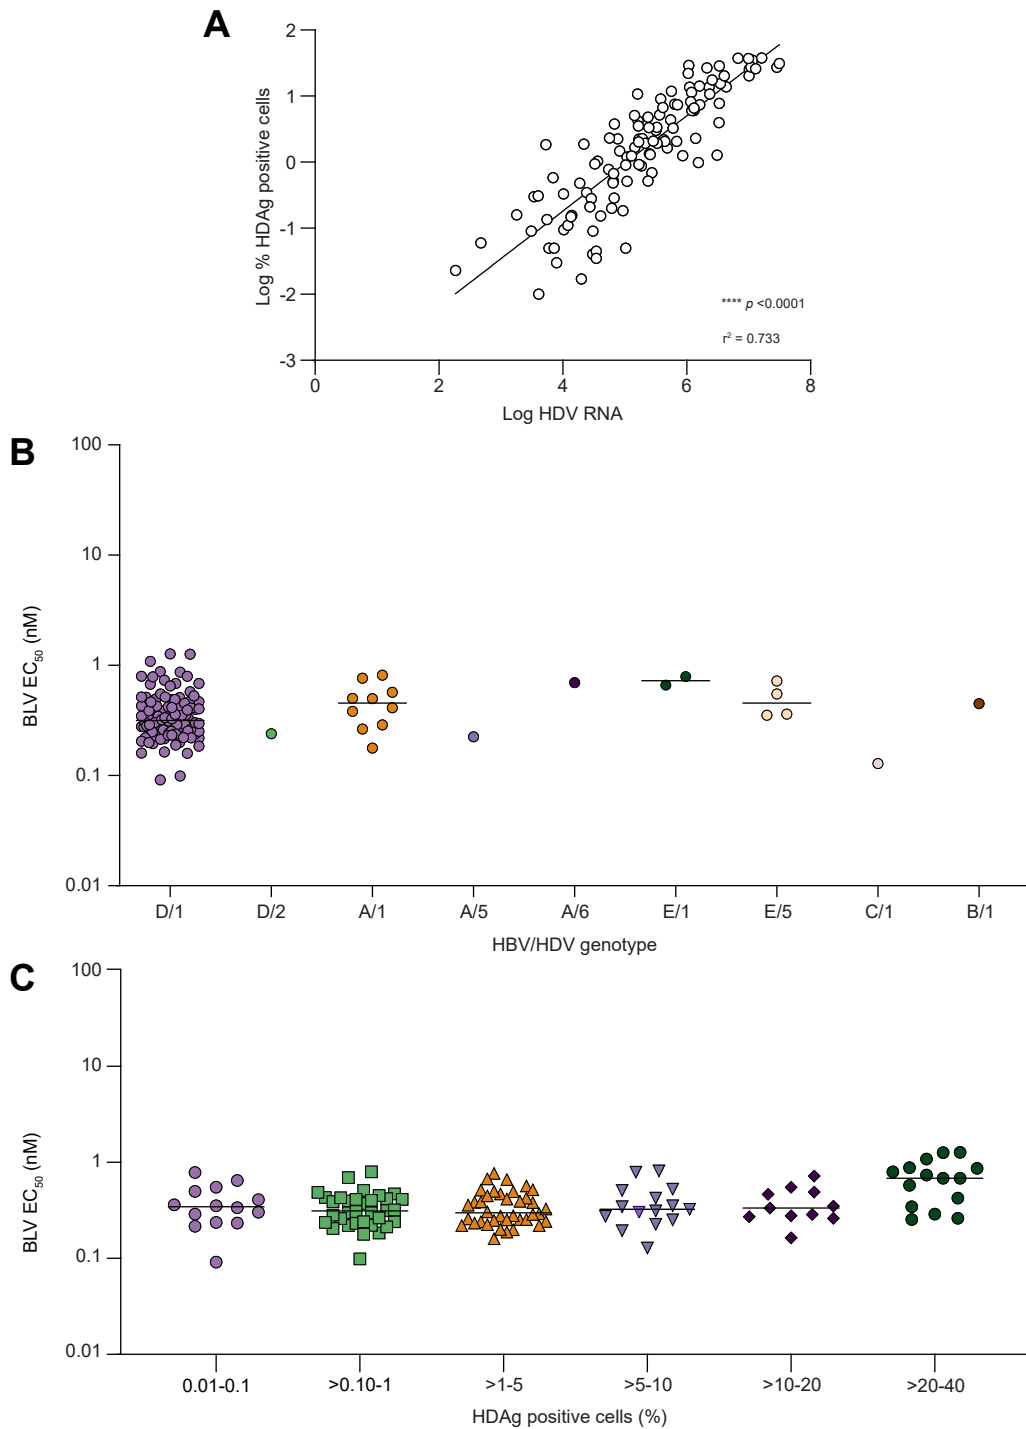 A
2
1
0
-1
-2
-3
Log % HDAg positive cells
**** p <0.0001
r² = 0.733
0 2 4 6 8
Log HDV RNA
B
100
10
1
0.1
0.01
BLV EC₅₀ (nM)
D/1 D/2 A/1 A/5 A/6 E/1 E/5 C/1 B/1
HBV/HDV genotype
C
100
10
1
0.1
0.01
BLV EC₅₀ (nM)
0.01-0.1 >0.10-1 >1-5 >5-10 >10-20 >20-40
HDAg positive cells (%)